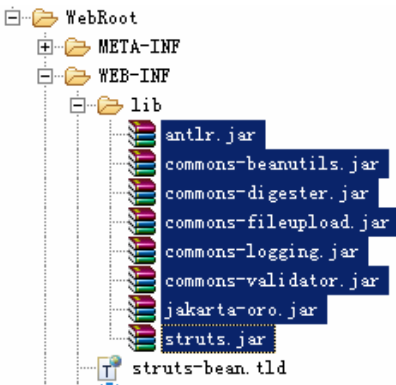 WebRoot
META-INF
WEB-INF
lib
antlr.jar
commons-beanutils.jar
commons-digester.jar
commons-fileupload.jar
commons-logging.jar
commons-validator.jar
jakarta-oro.jar
struts.jar
struts-bean.tld